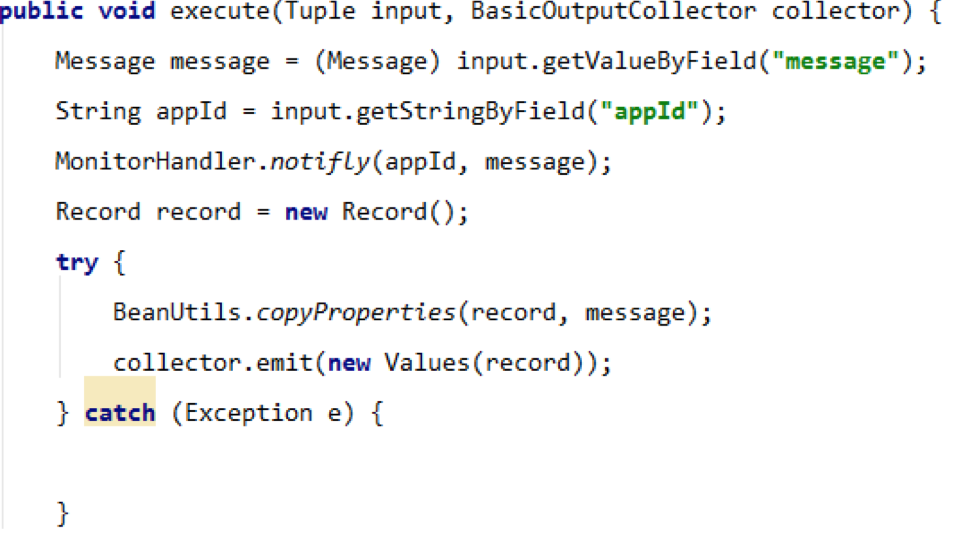 public void execute(Tuple input, BasicOutputCollector collector) {
Message message = (Message) input.getValueByField("message");
String appId = input.getStringByField("appId");
MonitorHandler.notifly(appId, message);
Record record = new Record();
try {
BeanUtils.copyProperties(record, message);
collector.emit(new Values(record));
} catch (Exception e) {
}